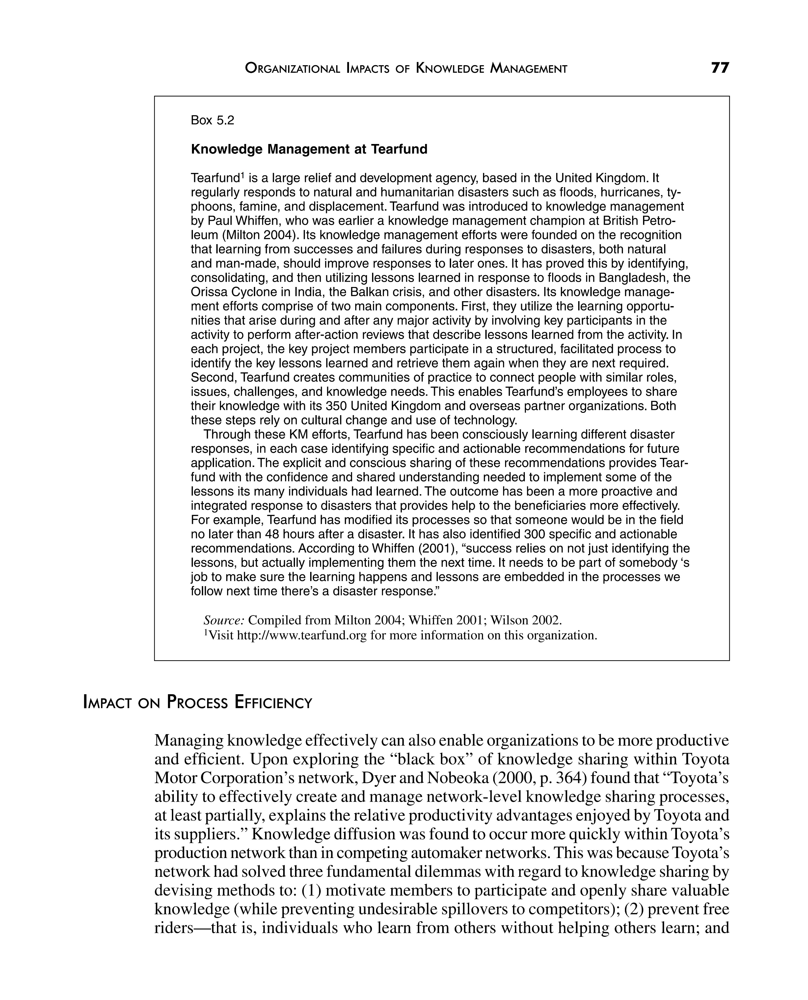 ORGANIZATIONAL IMPACTS OF KNOWLEDGE MANAGEMENT 77
Box 5.2
Knowledge Management at Tearfund
Tearfund¹ is a large relief and development agency, based in the United Kingdom. It
regularly responds to natural and humanitarian disasters such as floods, hurricanes, ty-
phoons, famine, and displacement. Tearfund was introduced to knowledge management
by Paul Whiffen, who was earlier a knowledge management champion at British Petro-
leum (Milton 2004). Its knowledge management efforts were founded on the recognition
that learning from successes and failures during responses to disasters, both natural
and man-made, should improve responses to later ones. It has proved this by identifying,
consolidating, and then utilizing lessons learned in response to floods in Bangladesh, the
Orissa Cyclone in India, the Balkan crisis, and other disasters. Its knowledge manage-
ment efforts comprise of two main components. First, they utilize the learning opportu-
nities that arise during and after any major activity by involving key participants in the
activity to perform after-action reviews that describe lessons learned from the activity. In
each project, the key project members participate in a structured, facilitated process to
identify the key lessons learned and retrieve them again when they are next required.
Second, Tearfund creates communities of practice to connect people with similar roles,
issues, challenges, and knowledge needs. This enables Tearfund’s employees to share
their knowledge with its 350 United Kingdom and overseas partner organizations. Both
these steps rely on cultural change and use of technology.
Through these KM efforts, Tearfund has been consciously learning different disaster
responses, in each case identifying specific and actionable recommendations for future
application. The explicit and conscious sharing of these recommendations provides Tear-
fund with the confidence and shared understanding needed to implement some of the
lessons its many individuals had learned. The outcome has been a more proactive and
integrated response to disasters that provides help to the beneficiaries more effectively.
For example, Tearfund has modified its processes so that someone would be in the field
no later than 48 hours after a disaster. It has also identified 300 specific and actionable
recommendations. According to Whiffen (2001), “success relies on not just identifying the
lessons, but actually implementing them the next time. It needs to be part of somebody ‘s
job to make sure the learning happens and lessons are embedded in the processes we
follow next time there’s a disaster response.”
Source: Compiled from Milton 2004; Whiffen 2001; Wilson 2002.
¹Visit http://www.tearfund.org for more information on this organization.
IMPACT ON PROCESS EFFICIENCY
Managing knowledge effectively can also enable organizations to be more productive
and efficient. Upon exploring the “black box” of knowledge sharing within Toyota
Motor Corporation’s network, Dyer and Nobeoka (2000, p. 364) found that “Toyota’s
ability to effectively create and manage network-level knowledge sharing processes,
at least partially, explains the relative productivity advantages enjoyed by Toyota and
its suppliers.” Knowledge diffusion was found to occur more quickly within Toyota’s
production network than in competing automaker networks. This was because Toyota’s
network had solved three fundamental dilemmas with regard to knowledge sharing by
devising methods to: (1) motivate members to participate and openly share valuable
knowledge (while preventing undesirable spillovers to competitors); (2) prevent free
riders—that is, individuals who learn from others without helping others learn; and